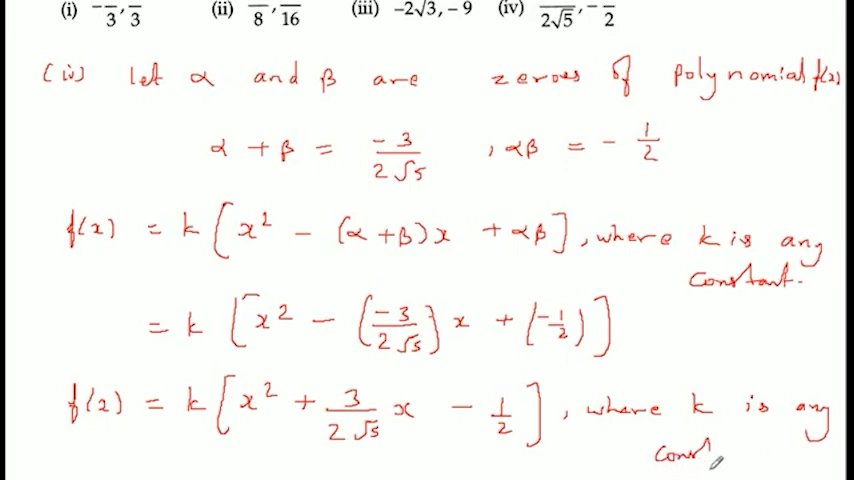 (i) -‾3, ‾3 (ii) ‾8, ‾16 (iii) -2√3, - 9 (iv) ‾2√5, -‾2
(iv) let α and β are zeroes of polynomial f(x)
α + β = -3/2√5 , αβ = - 1/2
f(x) = k [x² - (α+β)x + αβ], where k is any
constant.
= k [x² - (-3/2√5)x + (-1/2)]
f(x) = k [x² + 3/2√5 x - 1/2], where k is any
const